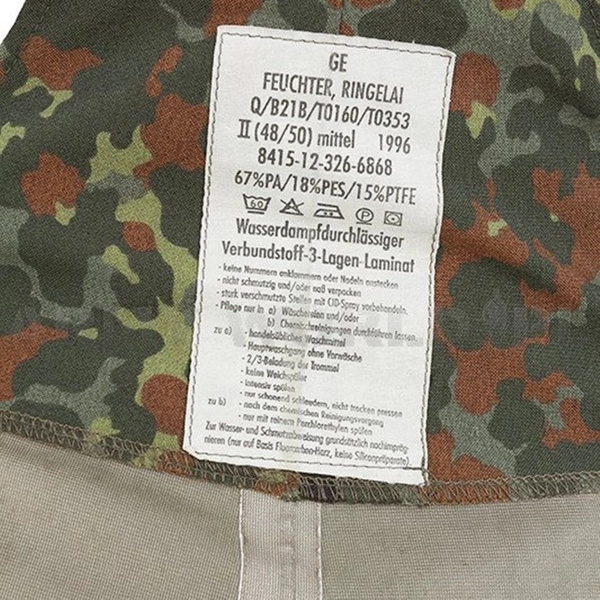 GE
FEUCHTER, RINGELAI
Q/B21B/T0160/T0353
II (48/50) mittel 1996
8415-12-326-6868
67%PA/18%PES/15%PTFE
60 P
Wasserdampfdurchlässiger
Verbundstoff-3-Lagen-Laminat
- keine Nummern anklammern oder Nadeln austecken
- nicht schmutzig und/oder naß verpacken
- stark verschmutzte Stellen mit CID-Spray vorbehandeln.
- Pflege nur in a) Wäschereien und/oder
b) Chemischreinigungen durchführen lassen.
zu a) - handelsübliches Waschmittel
- Hauptwaschgang ohne Vorwäsche
- 2/3-Beladung der Trommel
- keine Weichspüler
- intensiv spülen
- nur schonend schleudern, nicht trocken pressen
zu b) - nach dem chemischen Reinigungsvorgang
- nur mit reinem Perchlorethylen spülen
Zur Wasser- und Schmutzabweisung grundsätzlich nachimpräg-
nieren (nur auf Basis Fluorcarbon-Harz, keine Silikonpräparate).